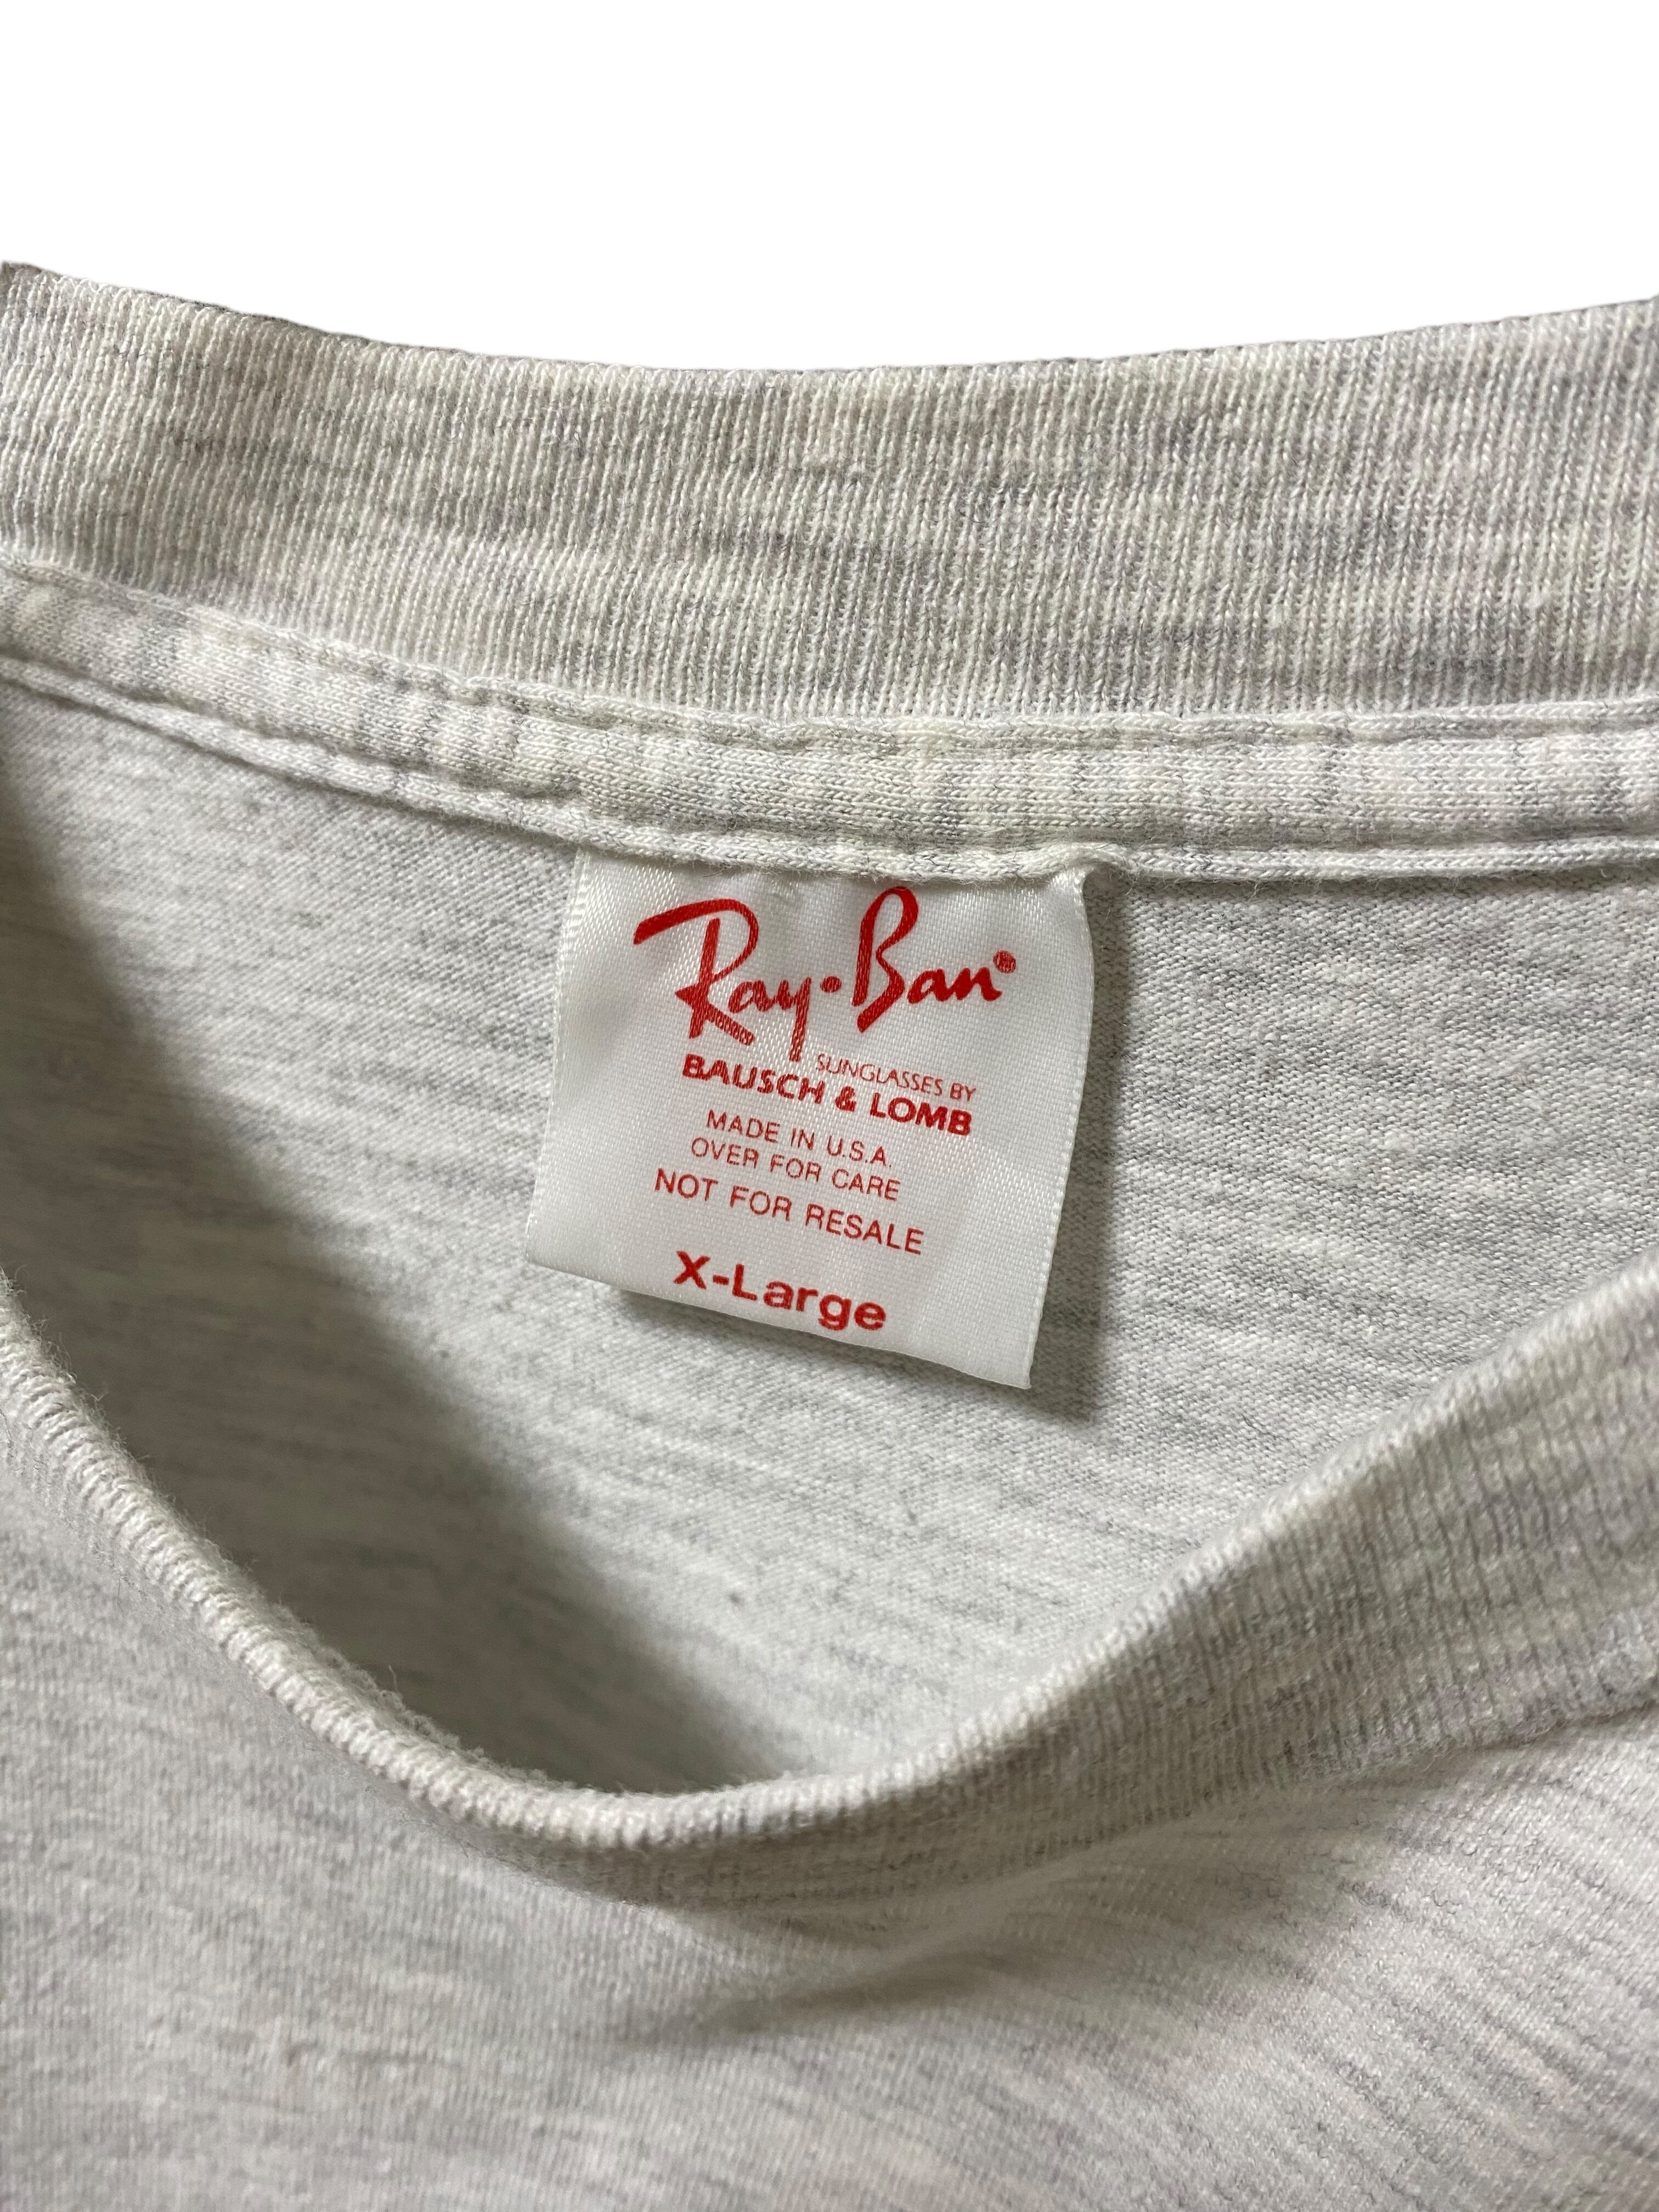 Ray-Ban®
SUNGLASSES BY
BAUSCH & LOMB
MADE IN U.S.A.
OVER FOR CARE
NOT FOR RESALE
X-Large